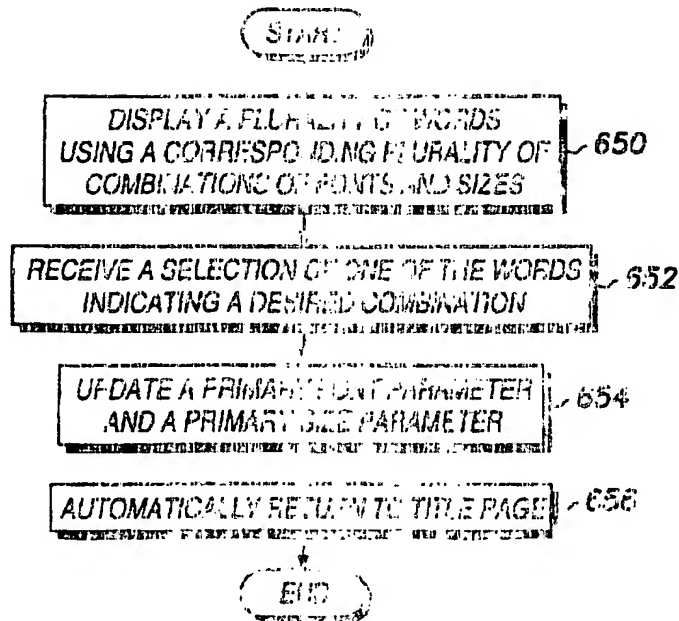 START
DISPLAY A PLURALITY OF WORDS
USING A CORRESPONDING PLURALITY OF
COMBINATIONS OF FONTS AND SIZES
650
RECEIVE A SELECTION OF ONE OF THE WORDS
INDICATING A DESIRED COMBINATION
652
UPDATE A PRIMARY FONT PARAMETER
AND A PRIMARY SIZE PARAMETER
654
AUTOMATICALLY RETURN TO TITLE PAGE
656
END